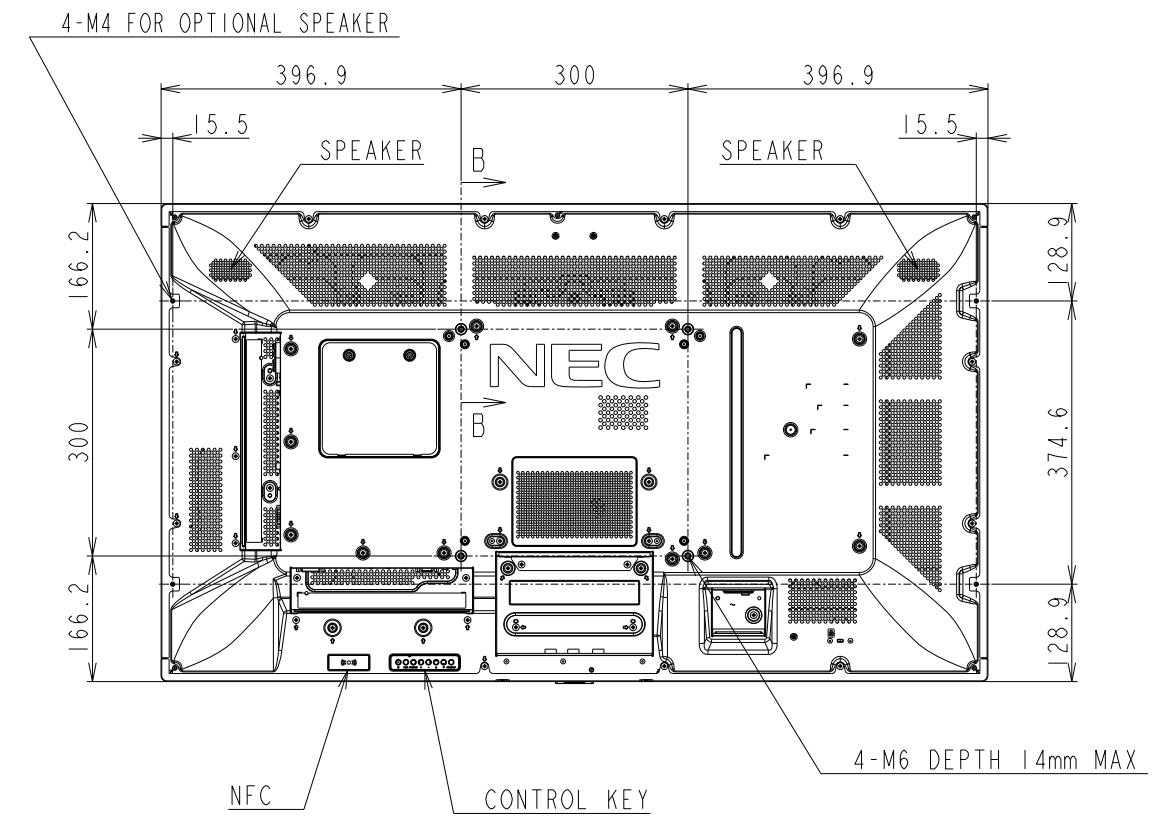 4-M4 FOR OPTIONAL SPEAKER
396.9
300
396.9
15.5
15.5
SPEAKER
B
SPEAKER
166.2
128.9
NEC
B
300
374.6
166.2
128.9
4-M6 DEPTH 14mm MAX
NFC
CONTROL KEY